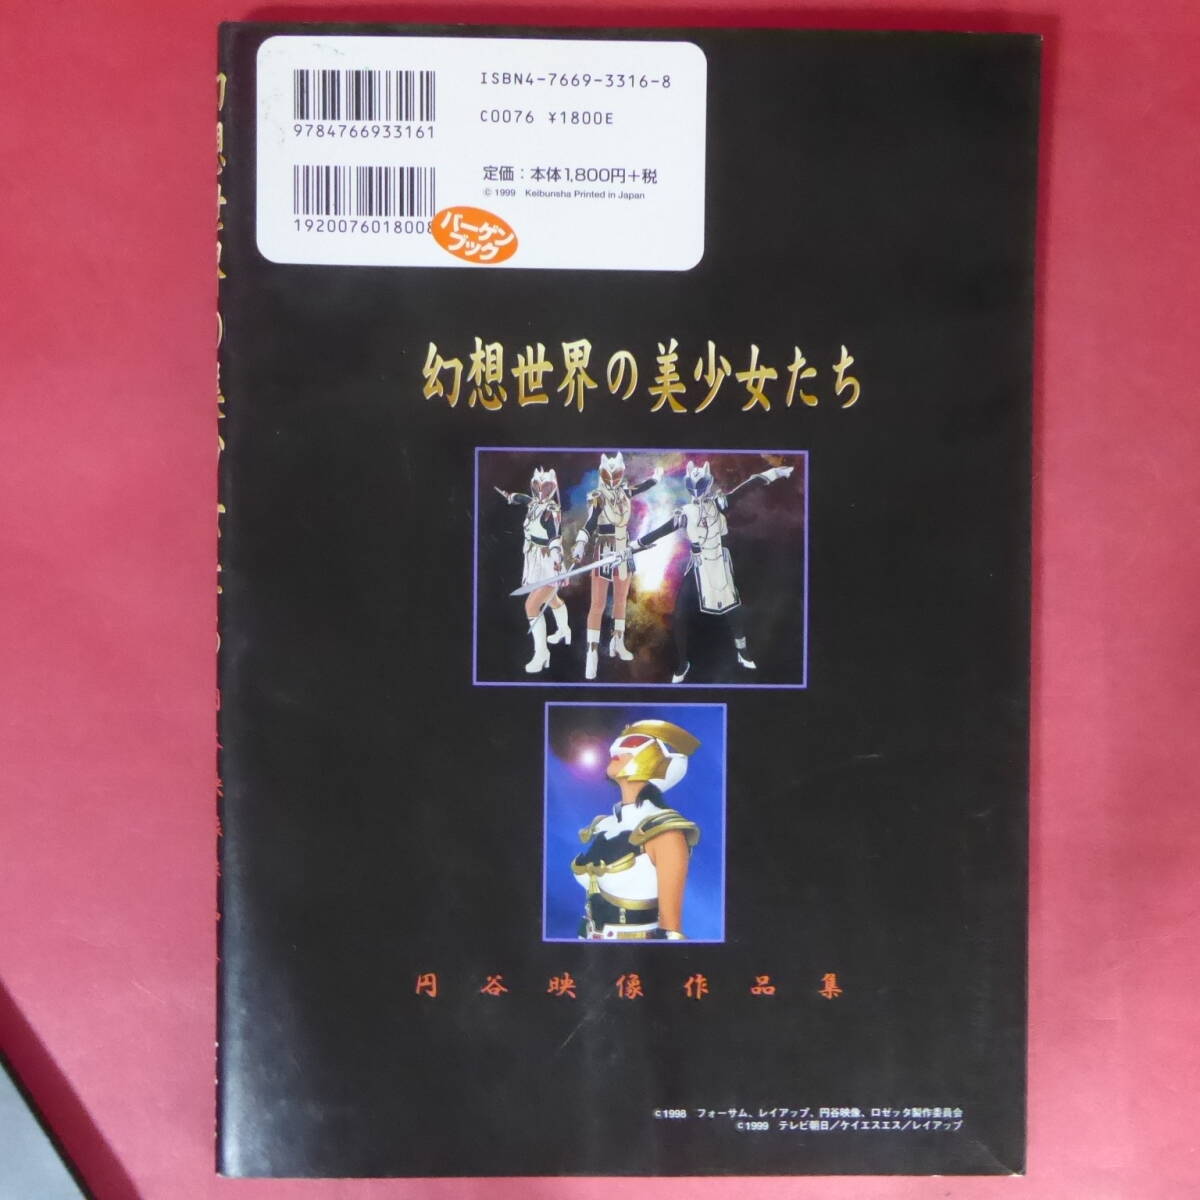 ISBN4-7669-3316-8
9784766933161
C0076 ¥1800E
定価：本体1,800円+税
© 1999 Keibunsha Printed in Japan
1920076018008
バーゲン
ブック
幻想世界の美少女たち
円谷映像作品集
©1998 フォーサム、レイアップ、円谷映像、ロゼッタ製作委員会
©1999 テレビ朝日／ケイエスエス／レイアップ